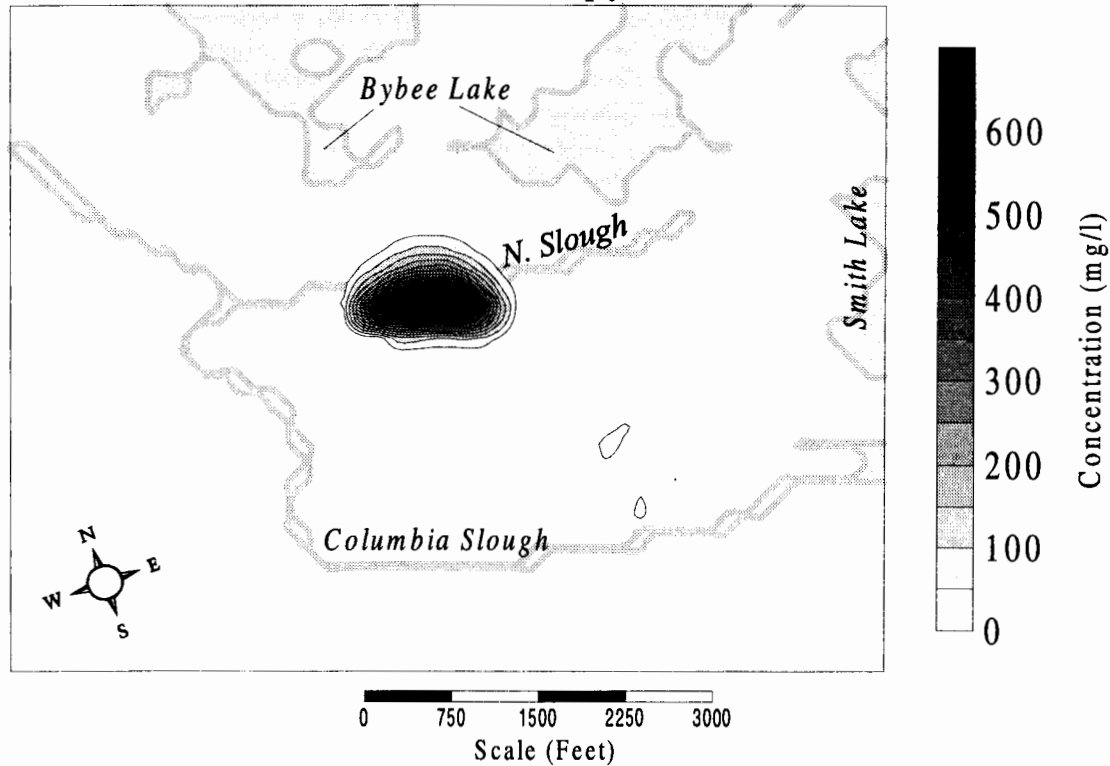 Bybee Lake
N. Slough
Smith Lake
Columbia Slough
N
E
W
S
600
500
400
300
200
100
0
Concentration (mg/l)
0 750 1500 2250 3000
Scale (Feet)